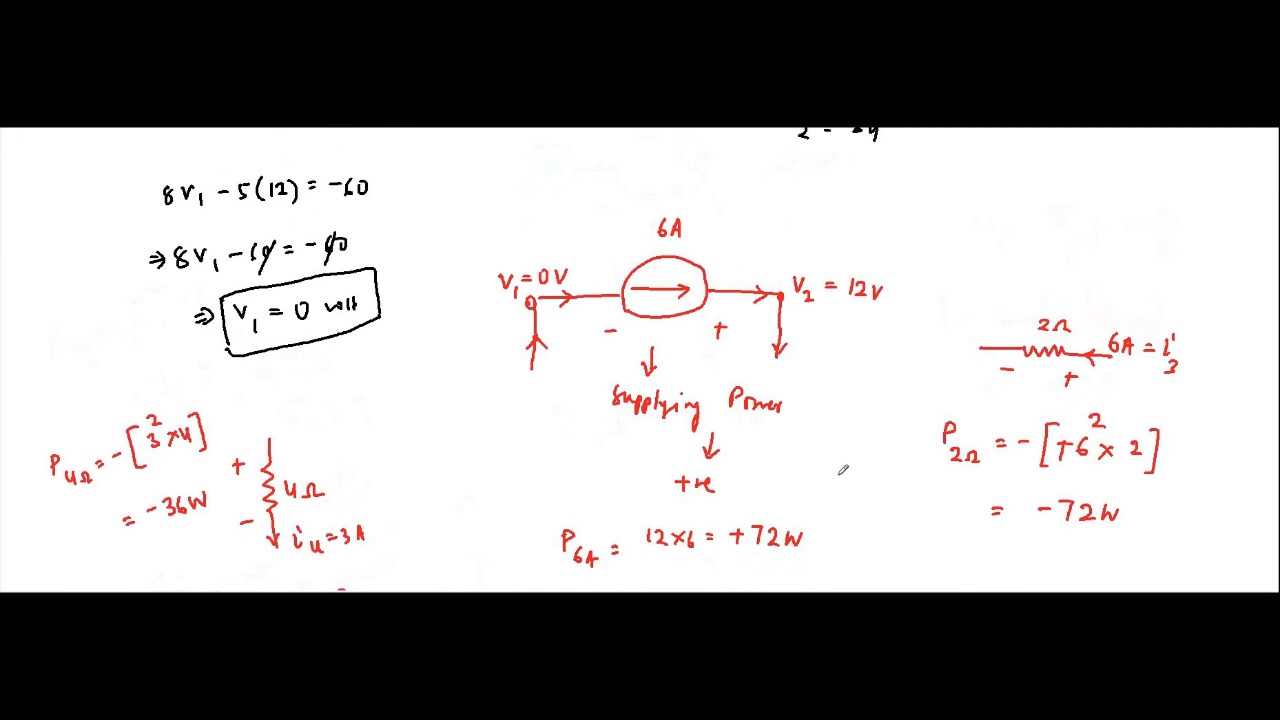 8V₁ - 5(12) = -60
⇒ 8V₁ - 60 = -60
⇒ V₁ = 0 volt
6A
V₁ = 0V
V₂ = 12V
- +
Supplying Power
+ve
P₆A = 12×6 = +72W
2Ω
6A = i₃'
- +
P₂Ω = -[+6² × 2]
= -72W
P₄Ω = -[3² × 4]
= -36W
+
4Ω
-
i₄ = 3A